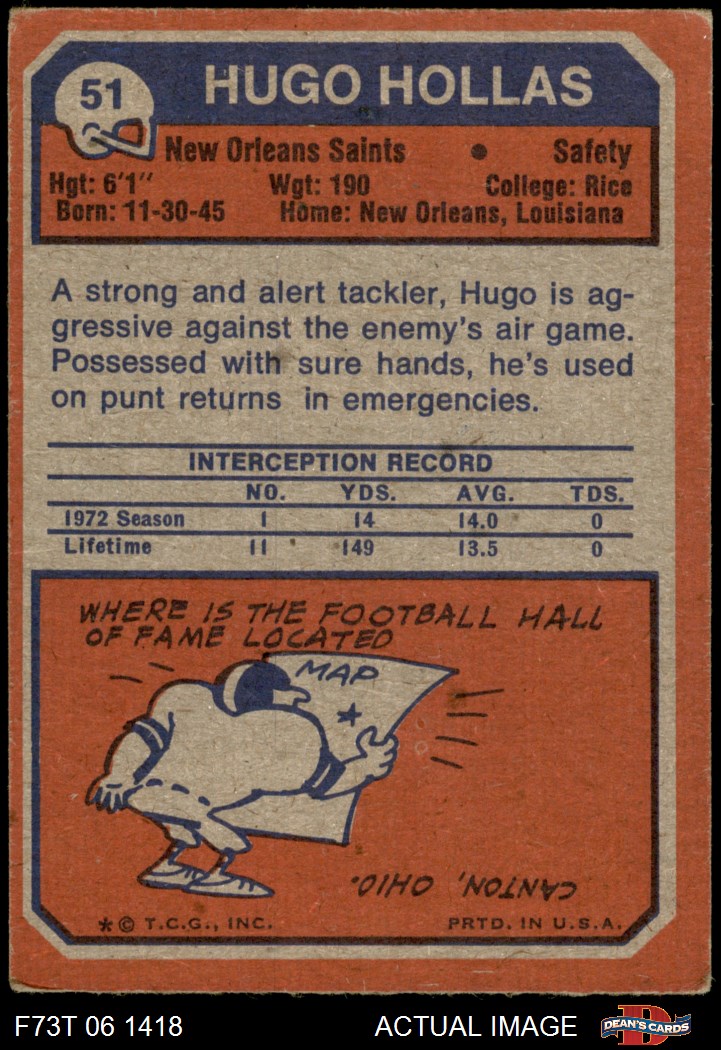 51
HUGO HOLLAS
New Orleans Saints • Safety
Hgt: 6'1" Wgt: 190 College: Rice
Born: 11-30-45 Home: New Orleans, Louisiana
A strong and alert tackler, Hugo is ag-
gressive against the enemy's air game.
Possessed with sure hands, he's used
on punt returns in emergencies.
INTERCEPTION RECORD
NO. YDS. AVG. TDS.
1972 Season 1 14 14.0 0
Lifetime 11 149 13.5 0
WHERE IS THE FOOTBALL HALL
OF FAME LOCATED
MAP
CANTON, OHIO.
* © T.C.G., INC. PRTD. IN U.S.A.
F73T 06 1418 ACTUAL IMAGE D DEAN'S CARDS